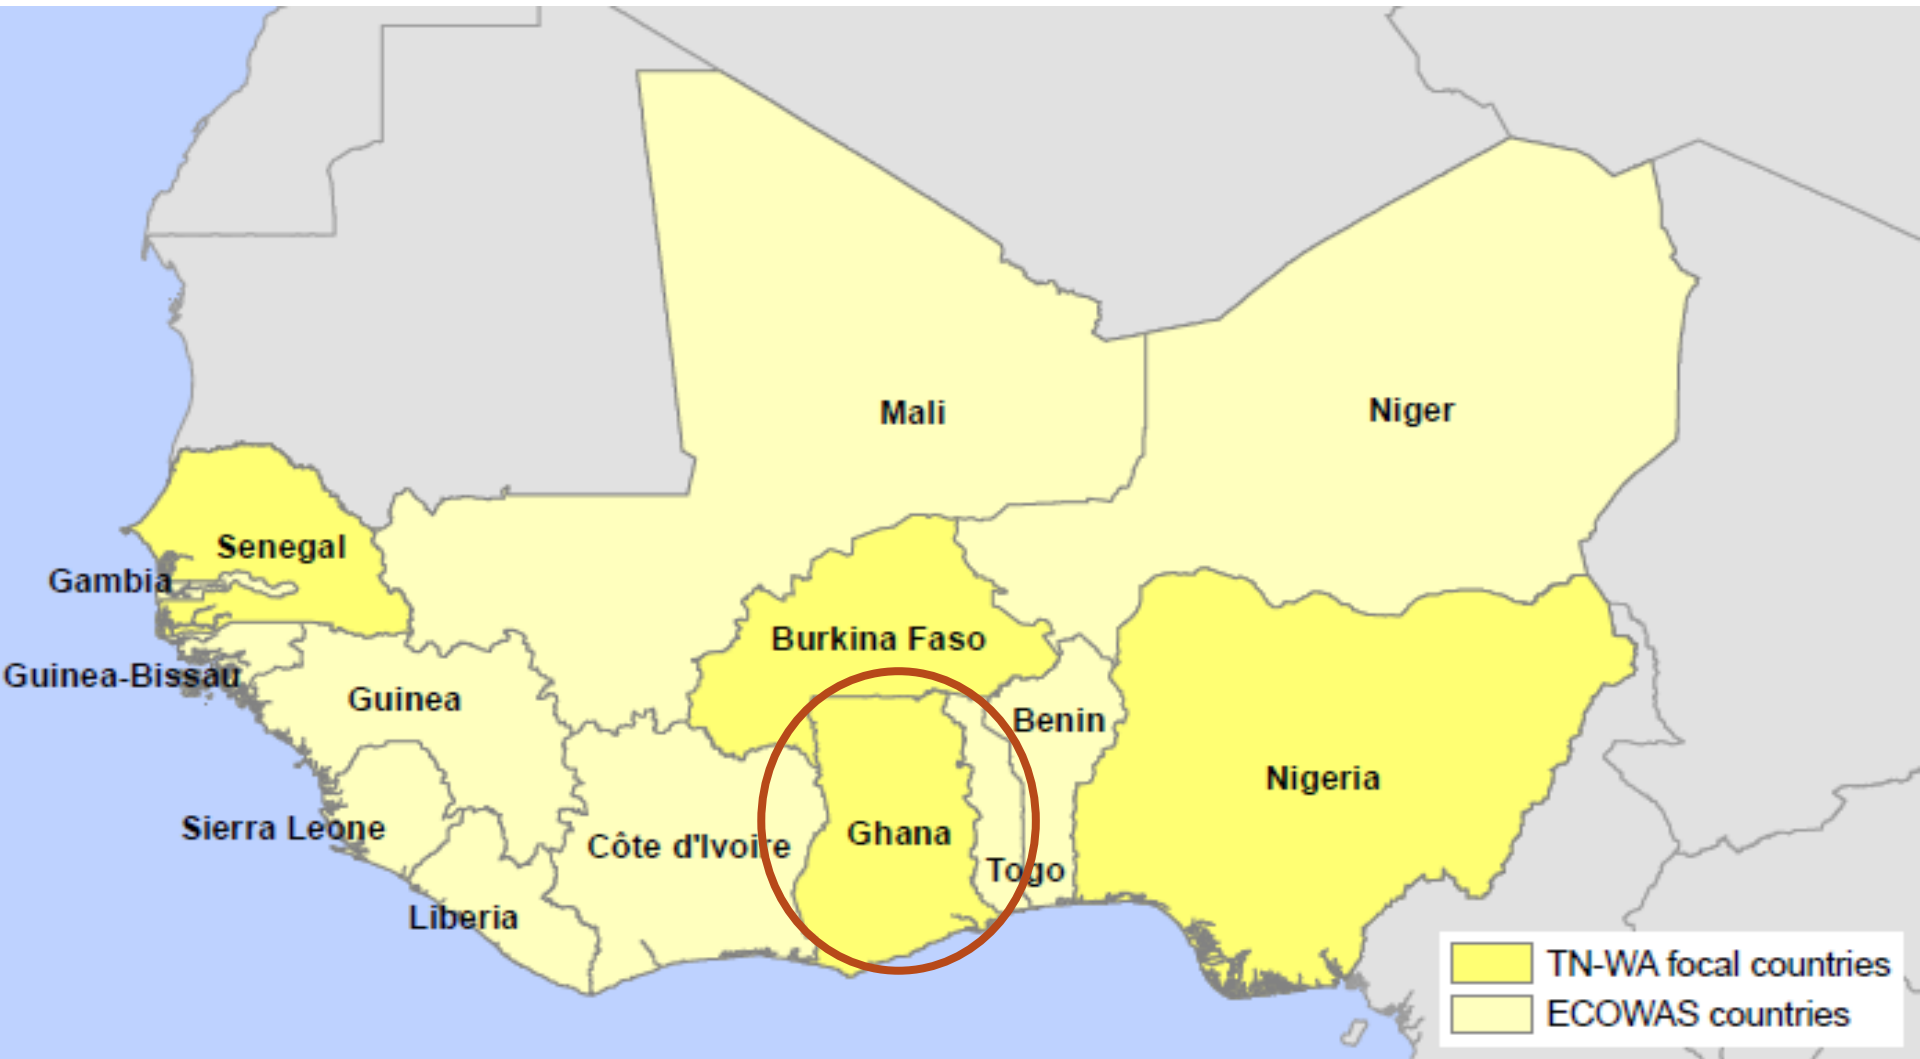 Mali
Niger
Senegal
Gambia
Burkina Faso
Guinea-Bissau
Guinea
Benin
Nigeria
Sierra Leone
Côte d'Ivoire
Ghana
Togo
Liberia
TN-WA focal countries
ECOWAS countries